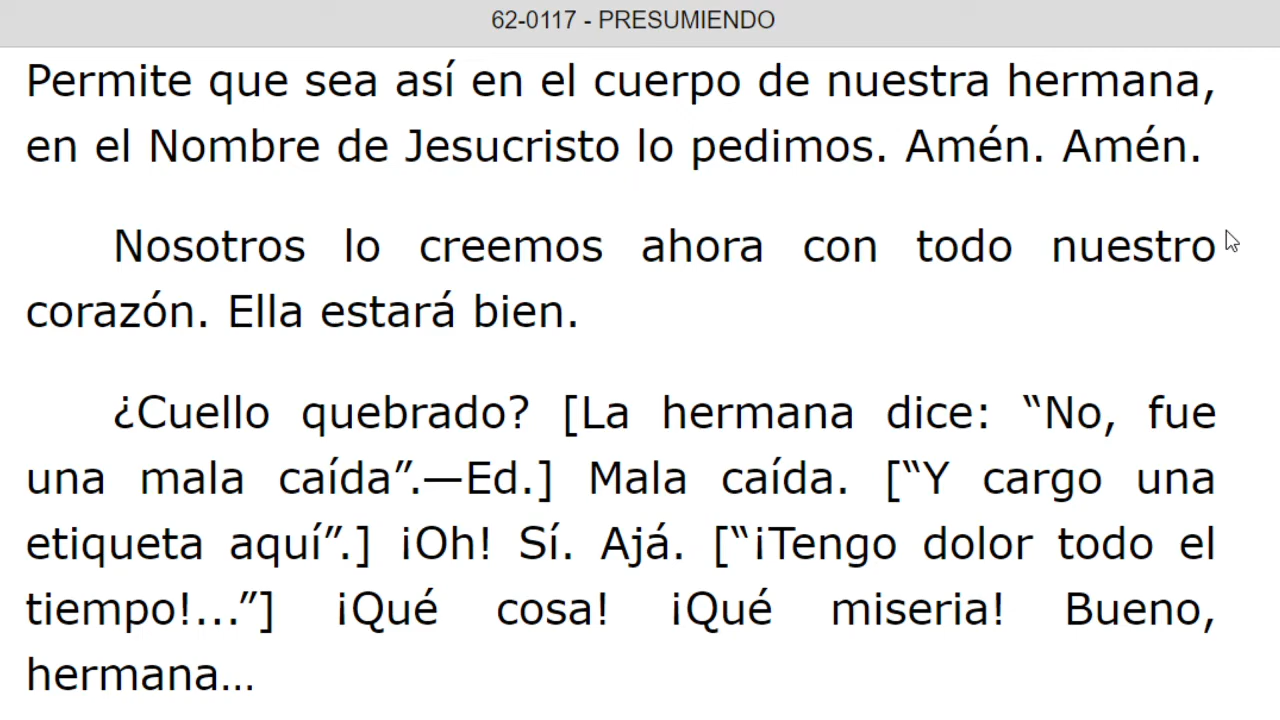 62-0117 - PRESUMIENDO
Permite que sea así en el cuerpo de nuestra hermana,
en el Nombre de Jesucristo lo pedimos. Amén. Amén.
Nosotros lo creemos ahora con todo nuestro
corazón. Ella estará bien.
¿Cuello quebrado? [La hermana dice: “No, fue
una mala caída”.—Ed.] Mala caída. [“Y cargo una
etiqueta aquí”.] ¡Oh! Sí. Ajá. [“¡Tengo dolor todo el
tiempo!...”] ¡Qué cosa! ¡Qué miseria! Bueno,
hermana…